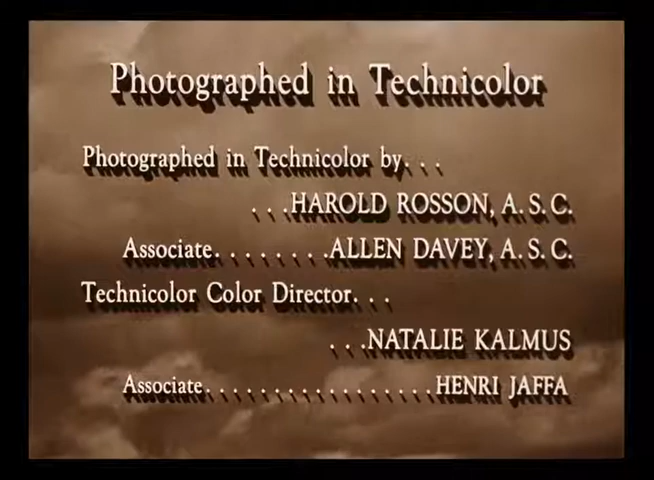 Photographed in Technicolor
Photographed in Technicolor by. . .
. . .HAROLD ROSSON, A. S. C.
Associate. . . . . . . .ALLEN DAVEY, A. S. C.
Technicolor Color Director. . .
. . .NATALIE KALMUS
Associate. . . . . . . . . . . . . . . . .HENRI JAFFA